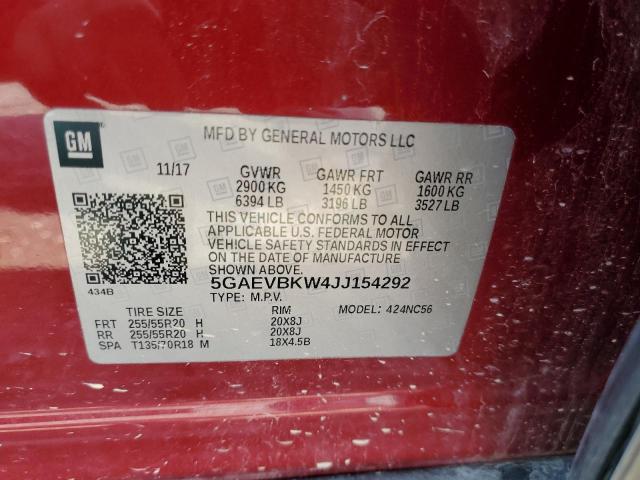 GM
MFD BY GENERAL MOTORS LLC
11/17 GVWR GAWR FRT GAWR RR
2900 KG 1450 KG 1600 KG
6394 LB 3196 LB 3527 LB
THIS VEHICLE CONFORMS TO ALL
APPLICABLE U.S. FEDERAL MOTOR
VEHICLE SAFETY STANDARDS IN EFFECT
ON THE DATE OF MANUFACTURE
SHOWN ABOVE.
434B
5GAEVBKW4JJ154292
TYPE: M.P.V.
TIRE SIZE RIM MODEL: 424NC56
FRT 255/55R20 H 20X8J
RR 255/55R20 H 20X8J
SPA T135/70R18 M 18X4.5B